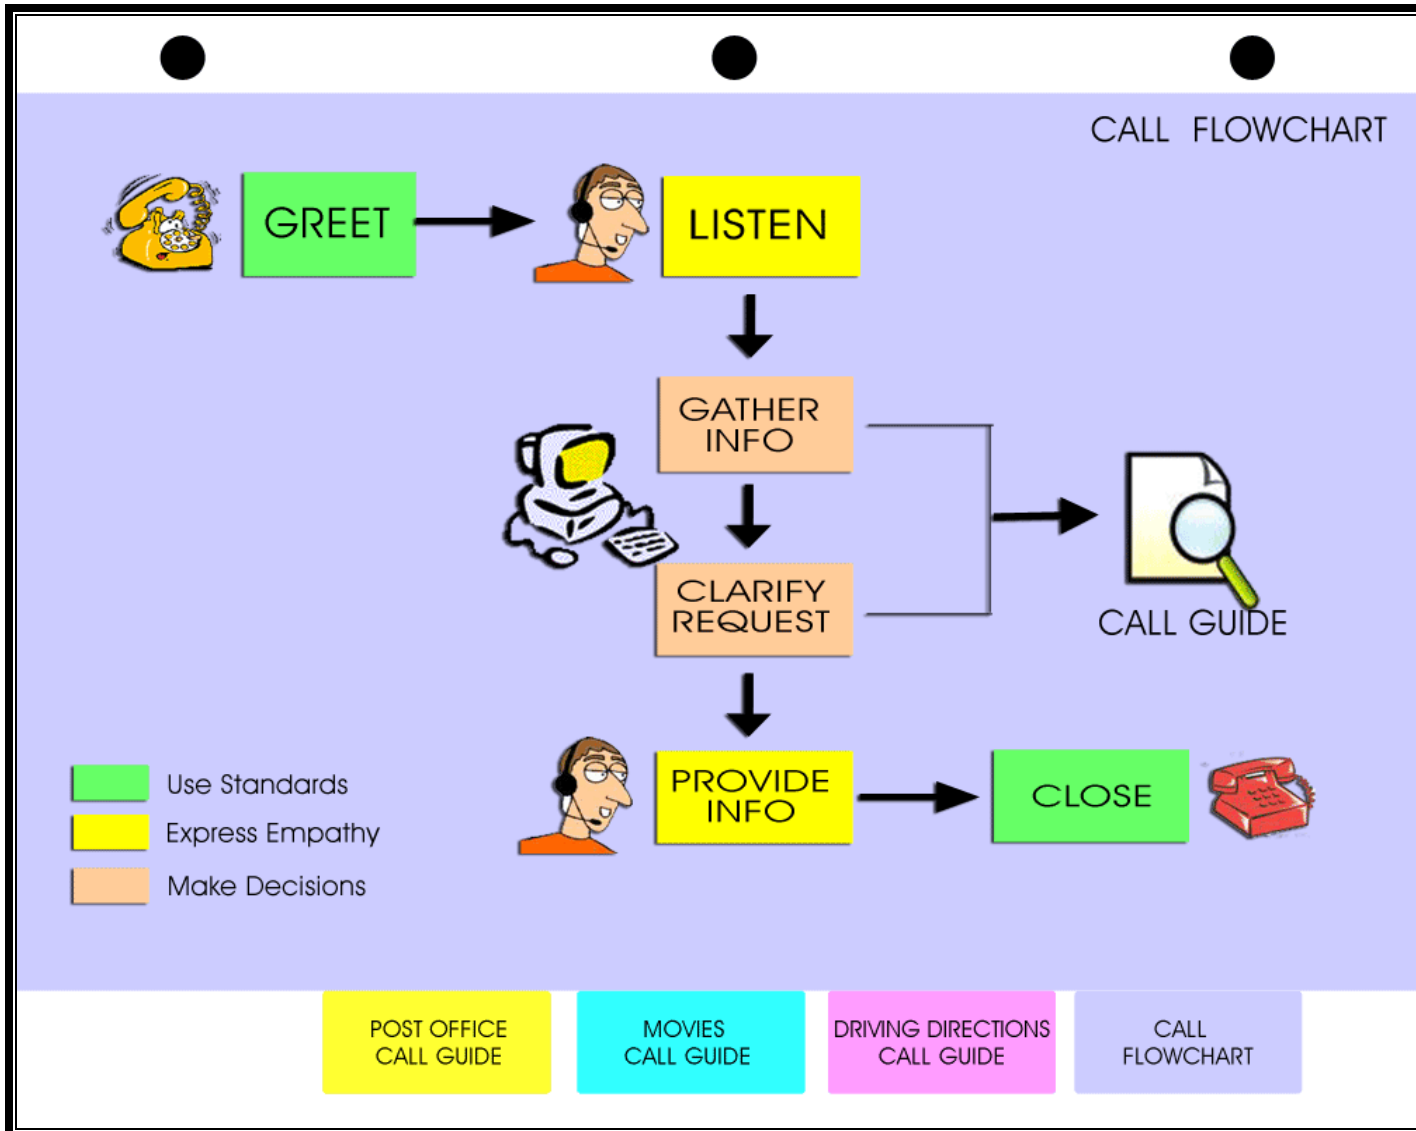 CALL FLOWCHART
GREET
LISTEN
GATHER
INFO
CLARIFY
REQUEST
CALL GUIDE
PROVIDE
INFO
CLOSE
Use Standards
Express Empathy
Make Decisions
POST OFFICE
CALL GUIDE
MOVIES
CALL GUIDE
DRIVING DIRECTIONS
CALL GUIDE
CALL
FLOWCHART